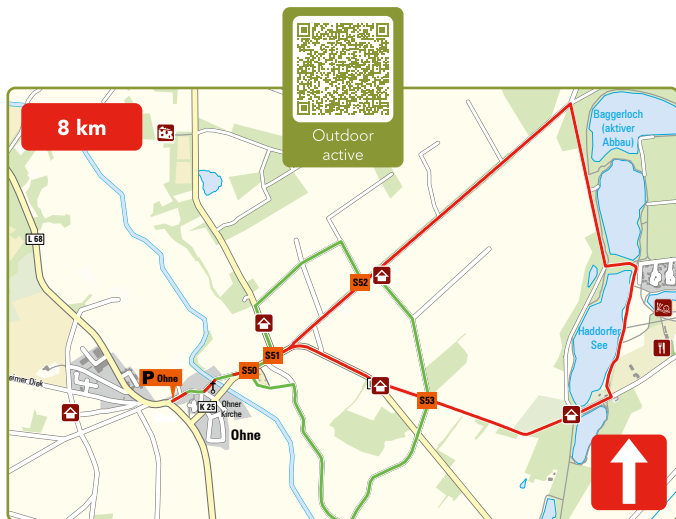 Outdoor
active
8 km
Baggerloch
(aktiver
Abbau)
L 68
S52
Haddorfer
See
S51
S50
P Ohne
eimer Diek
S53
K 25
Ohner
Kirche
Ohne